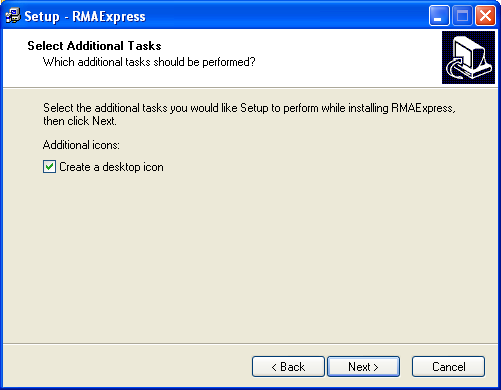 Setup - RMAExpress
Select Additional Tasks
Which additional tasks should be performed?
Select the additional tasks you would like Setup to perform while installing RMAExpress,
then click Next.
Additional icons:
Create a desktop icon
< Back
Next >
Cancel